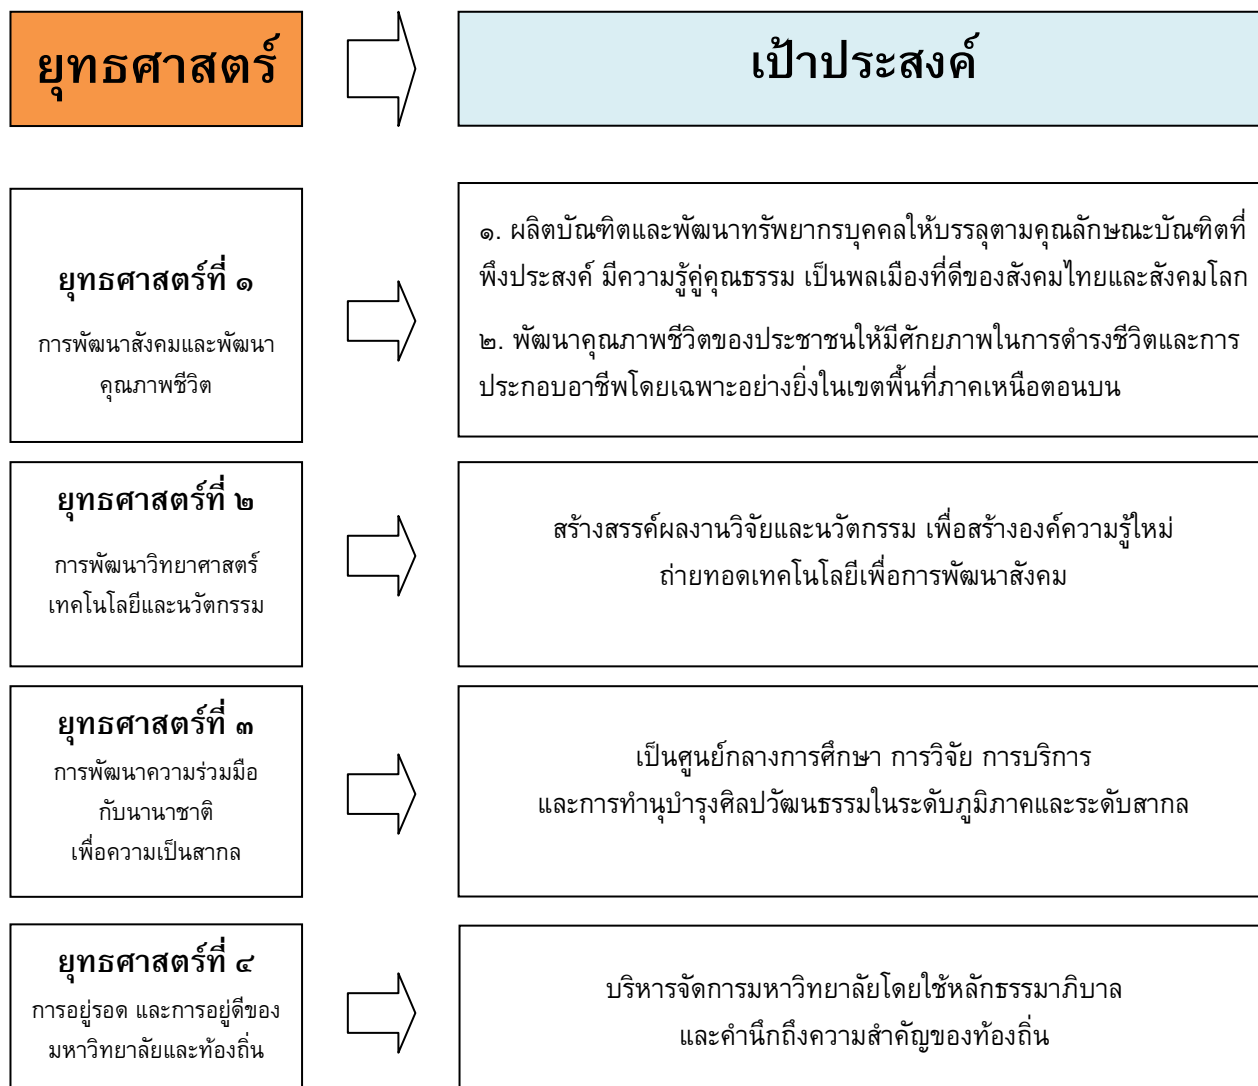 ยุทธศาสตร์
เป้าประสงค์
ยุทธศาสตร์ที่ ๑
การพัฒนาสังคมและพัฒนา
คุณภาพชีวิต
๑. ผลิตบัณฑิตและพัฒนาทรัพยากรบุคคลให้บรรลุตามคุณลักษณะบัณฑิตที่
พึงประสงค์ มีความรู้คู่คุณธรรม เป็นพลเมืองที่ดีของสังคมไทยและสังคมโลก
๒. พัฒนาคุณภาพชีวิตของประชาชนให้มีศักยภาพในการดำรงชีวิตและการ
ประกอบอาชีพโดยเฉพาะอย่างยิ่งในเขตพื้นที่ภาคเหนือตอนบน
ยุทธศาสตร์ที่ ๒
การพัฒนาวิทยาศาสตร์
เทคโนโลยีและนวัตกรรม
สร้างสรรค์ผลงานวิจัยและนวัตกรรม เพื่อสร้างองค์ความรู้ใหม่
ถ่ายทอดเทคโนโลยีเพื่อการพัฒนาสังคม
ยุทธศาสตร์ที่ ๓
การพัฒนาความร่วมมือ
กับนานาชาติ
เพื่อความเป็นสากล
เป็นศูนย์กลางการศึกษา การวิจัย การบริการ
และการทำนุบำรุงศิลปวัฒนธรรมในระดับภูมิภาคและระดับสากล
ยุทธศาสตร์ที่ ๔
การอยู่รอด และการอยู่ดีของ
มหาวิทยาลัยและท้องถิ่น
บริหารจัดการมหาวิทยาลัยโดยใช้หลักธรรมาภิบาล
และคำนึกถึงความสำคัญของท้องถิ่น